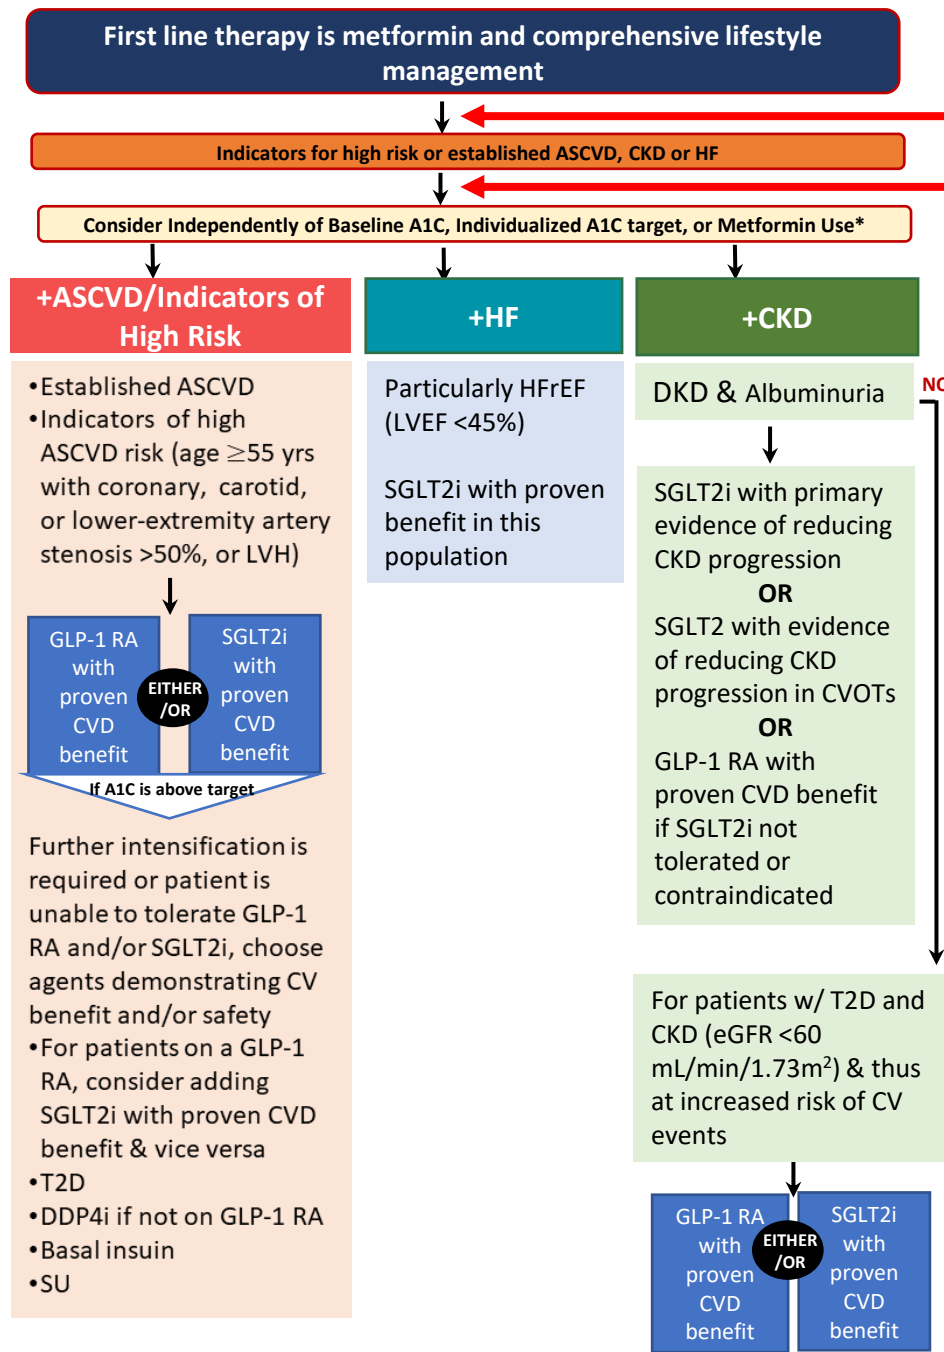 First line therapy is metformin and comprehensive lifestyle
management
Indicators for high risk or established ASCVD, CKD or HF
Consider Independently of Baseline A1C, Individualized A1C target, or Metformin Use*
+ASCVD/Indicators of
High Risk
•Established ASCVD
•Indicators of high
ASCVD risk (age ≥55 yrs
with coronary, carotid,
or lower-extremity artery
stenosis >50%, or LVH)
GLP-1 RA
with
proven
CVD
benefit
EITHER
/OR
SGLT2i
with
proven
CVD
benefit
If A1C is above target
Further intensification is
required or patient is
unable to tolerate GLP-1
RA and/or SGLT2i, choose
agents demonstrating CV
benefit and/or safety
•For patients on a GLP-1
RA, consider adding
SGLT2i with proven CVD
benefit & vice versa
•T2D
•DDP4i if not on GLP-1 RA
•Basal insuin
•SU
+HF
Particularly HFrEF
(LVEF <45%)
SGLT2i with proven
benefit in this
population
+CKD
DKD & Albuminuria
NO
SGLT2i with primary
evidence of reducing
CKD progression
OR
SGLT2 with evidence
of reducing CKD
progression in CVOTs
OR
GLP-1 RA with
proven CVD benefit
if SGLT2i not
tolerated or
contraindicated
For patients w/ T2D and
CKD (eGFR <60
mL/min/1.73m²) & thus
at increased risk of CV
events
GLP-1 RA
with
proven
CVD
benefit
EITHER
/OR
SGLT2i
with
proven
CVD
benefit